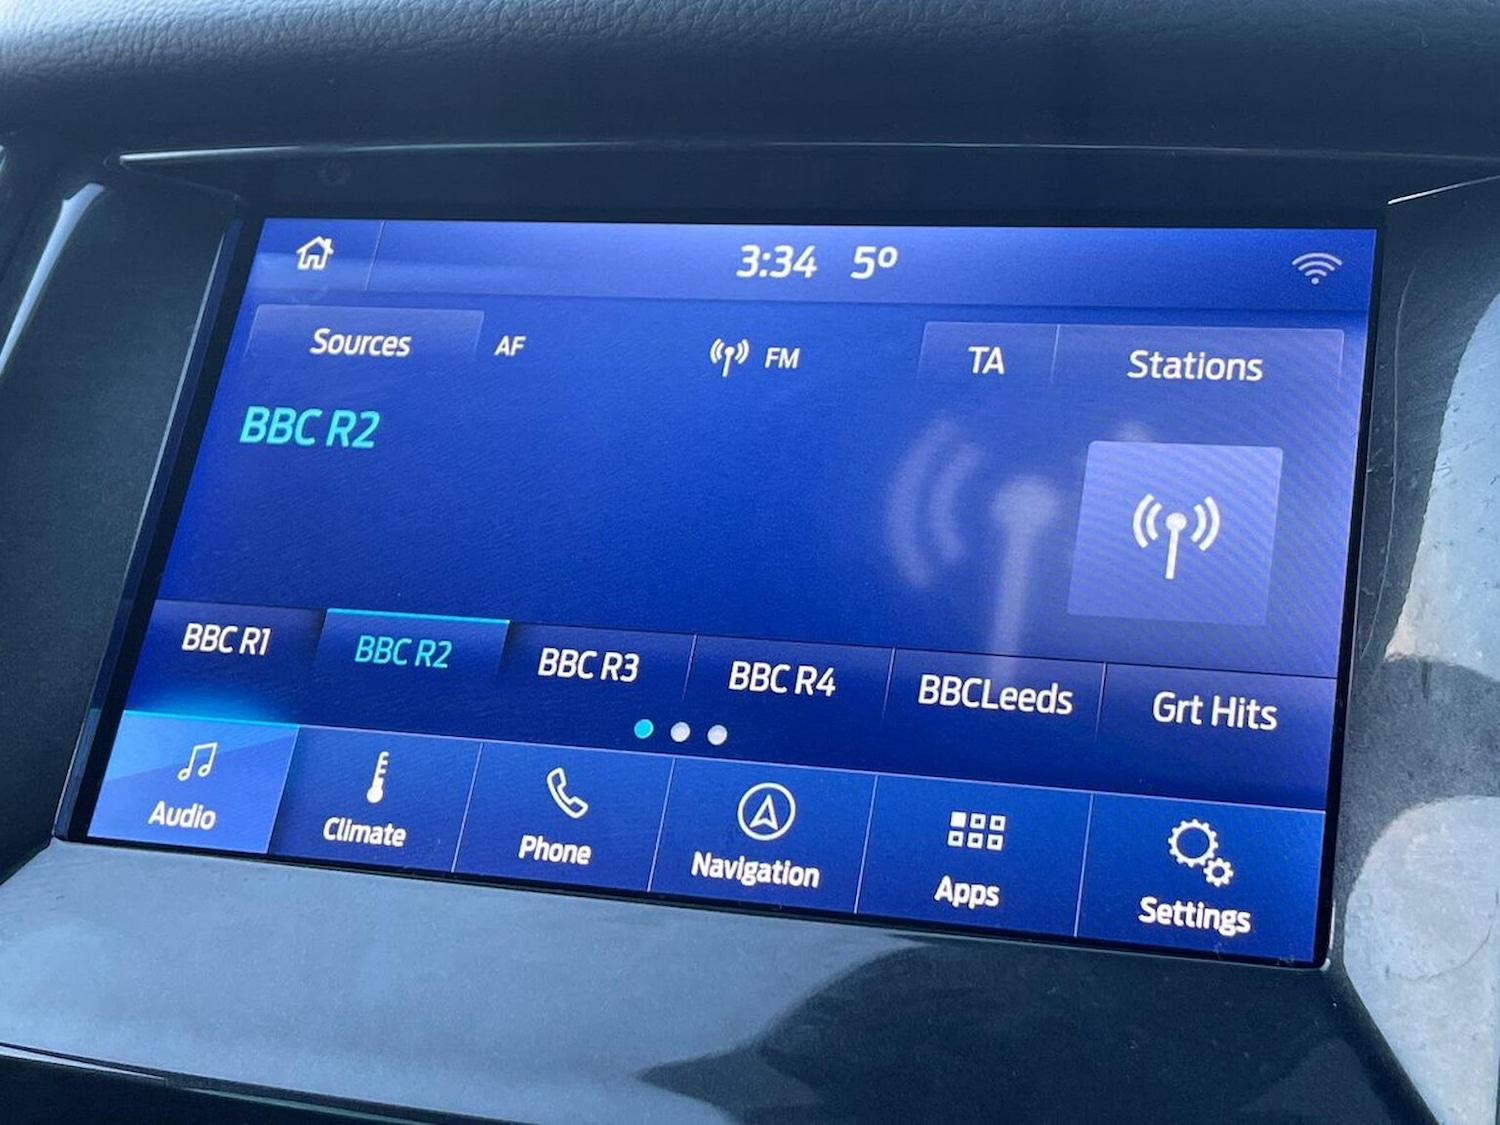 3:34 5°
Sources AF FM TA Stations
BBC R2
BBC R1 BBC R2 BBC R3 BBC R4 BBCLeeds Grt Hits
Audio Climate Phone Navigation Apps Settings